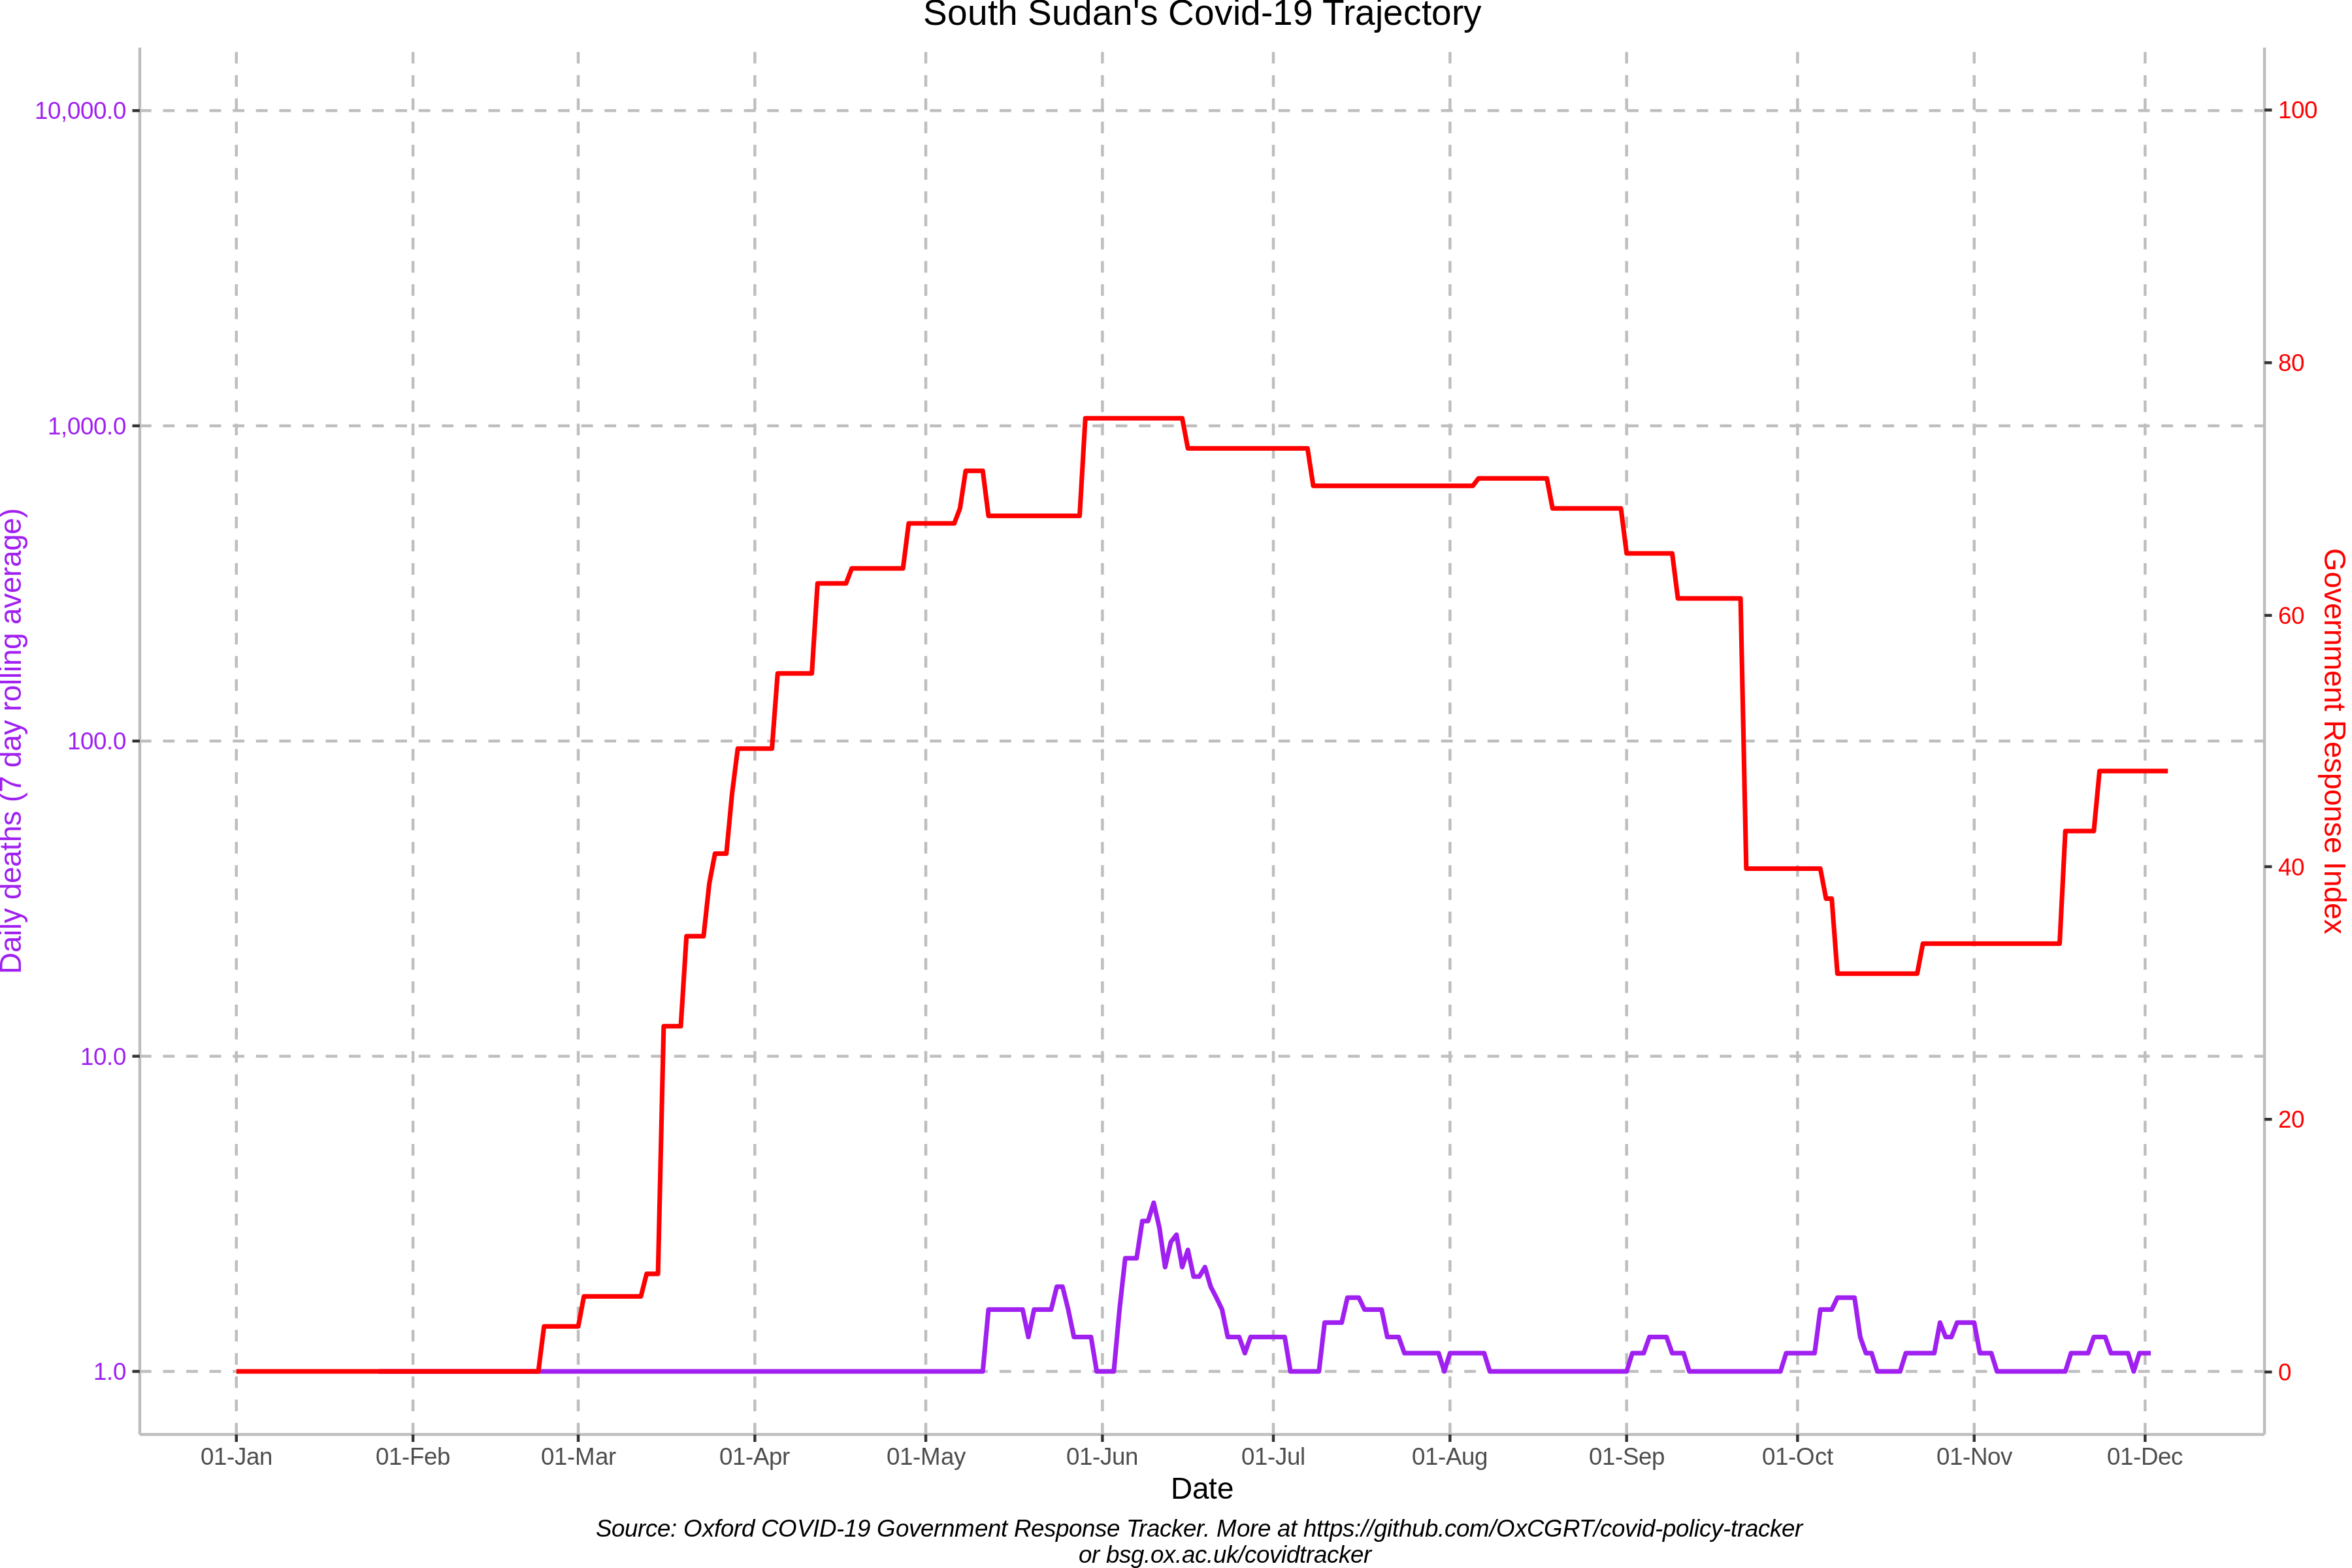 South Sudan's Covid-19 Trajectory
10,000.0
1,000.0
100.0
10.0
1.0
Daily deaths (7 day rolling average)
100
80
60
40
20
0
Government Response Index
01-Jan 01-Feb 01-Mar 01-Apr 01-May 01-Jun 01-Jul 01-Aug 01-Sep 01-Oct 01-Nov 01-Dec
Date
Source: Oxford COVID-19 Government Response Tracker. More at https://github.com/OxCGRT/covid-policy-tracker
or bsg.ox.ac.uk/covidtracker